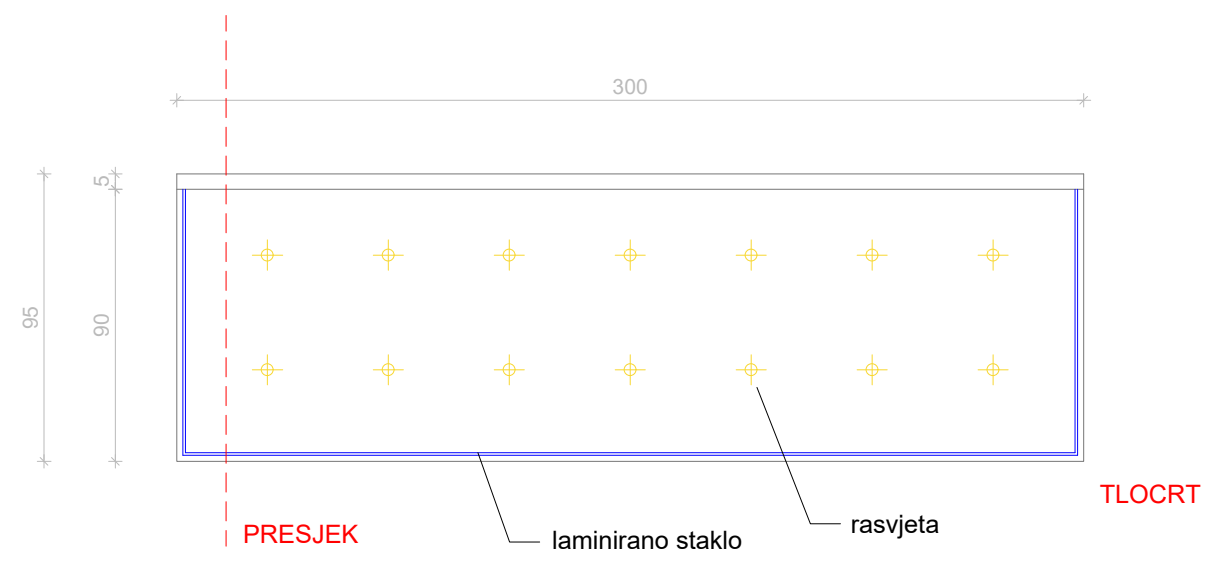 300
5
95
90
TLOCRT
rasvjeta
PRESJEK
laminirano staklo